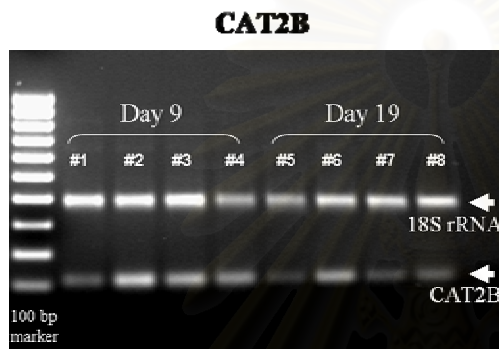 CAT2B
Day 9 Day 19
#1 #2 #3 #4 #5 #6 #7 #8
18S rRNA
CAT2B
100 bp
marker